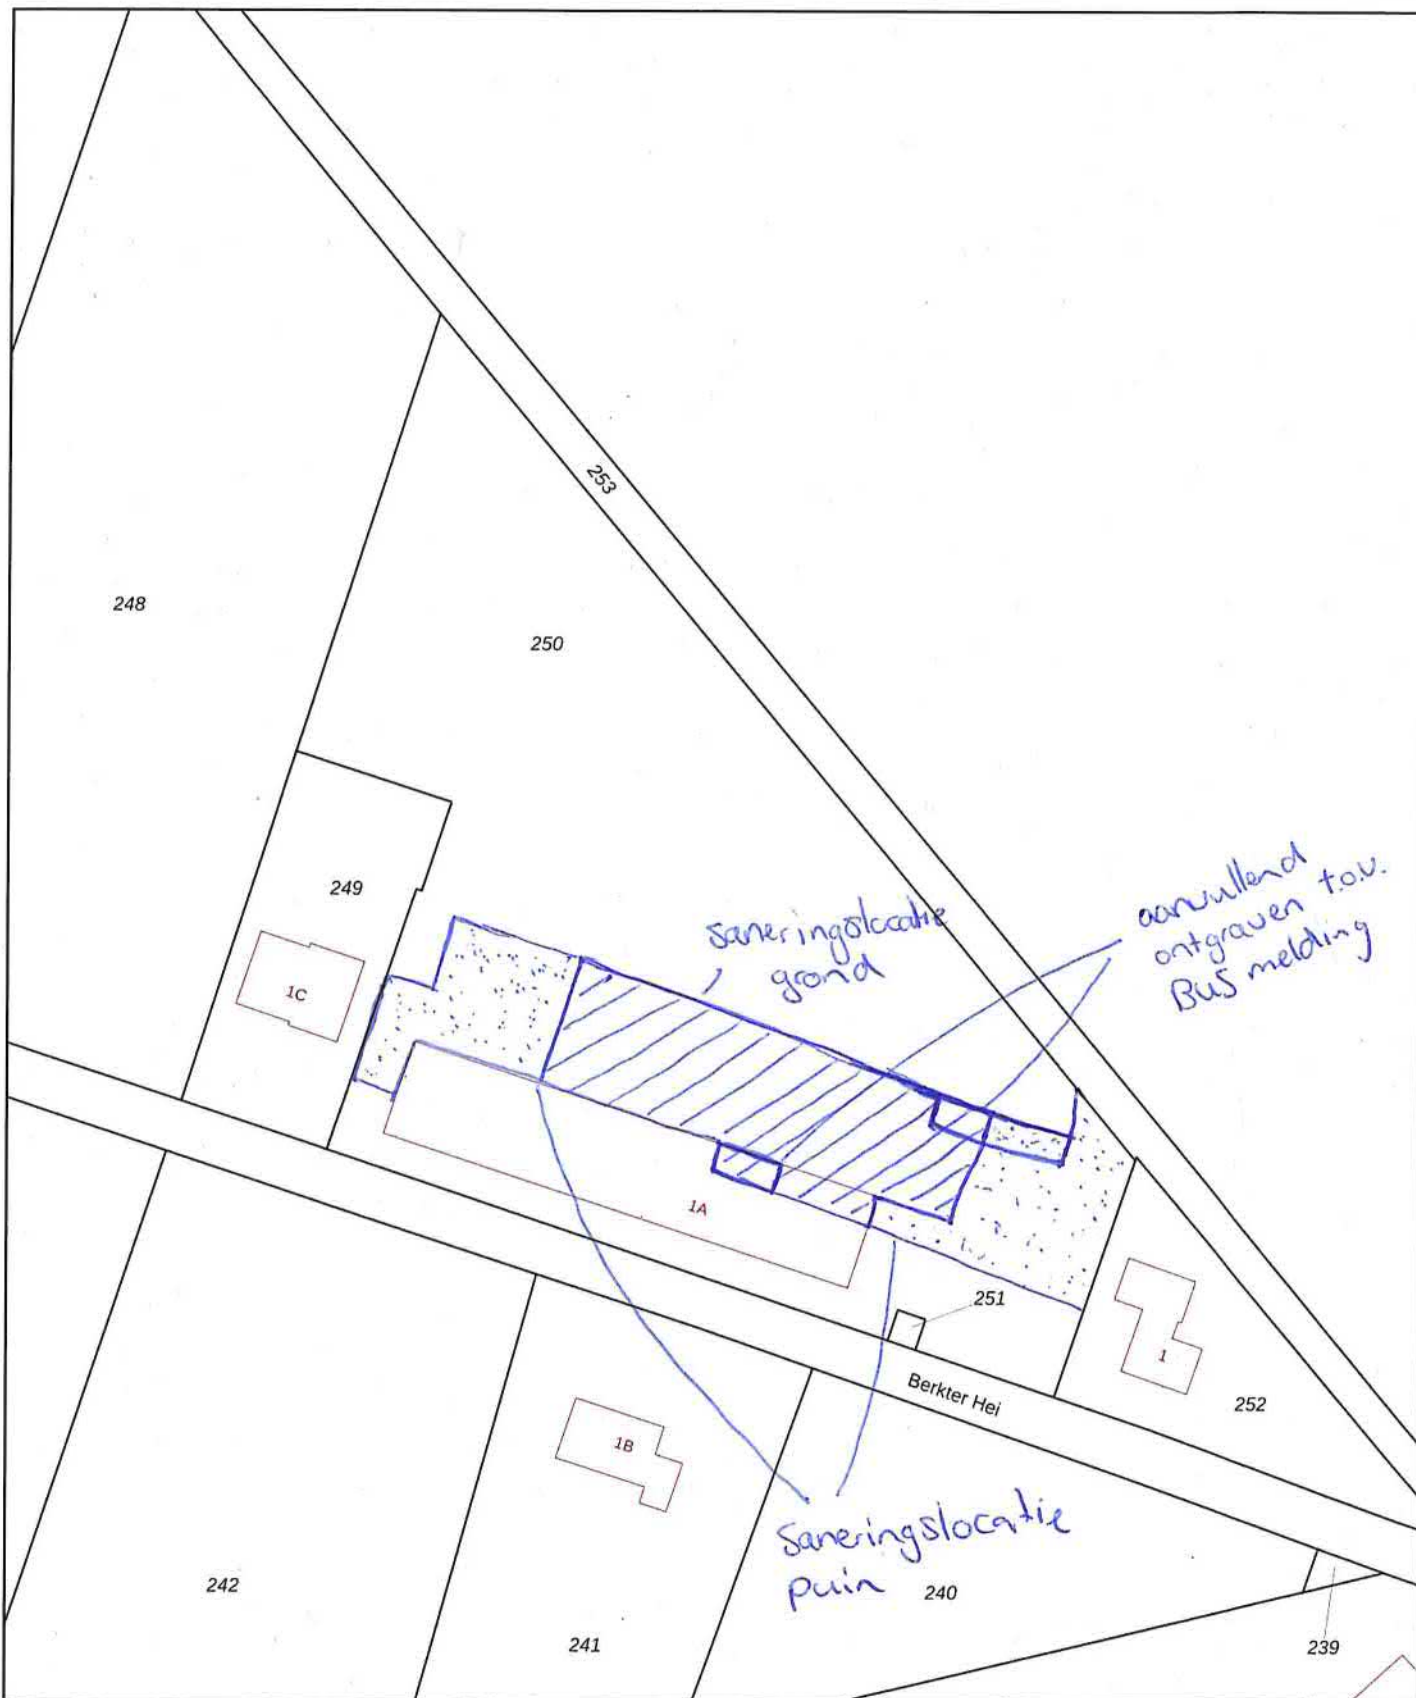 253
248
250
249
1C
saneringslocatie
grond
aanvullend
ontgraven t.o.v.
BUS melding
1A
251
1
252
Berkter Hei
1B
Saneringslocatie
puin
242
240
241
239